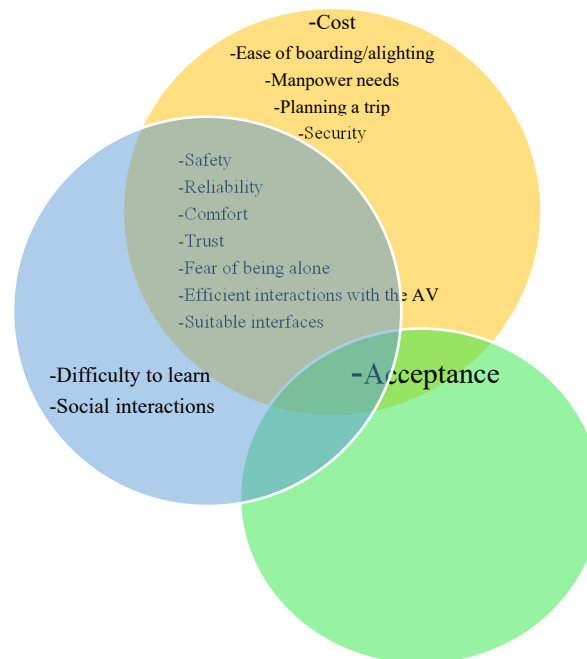 -Cost
-Ease of boarding/alighting
-Manpower needs
-Planning a trip
-Security
-Safety
-Reliability
-Comfort
-Trust
-Fear of being alone
-Efficient interactions with the AV
-Suitable interfaces
-Acceptance
-Difficulty to learn
-Social interactions